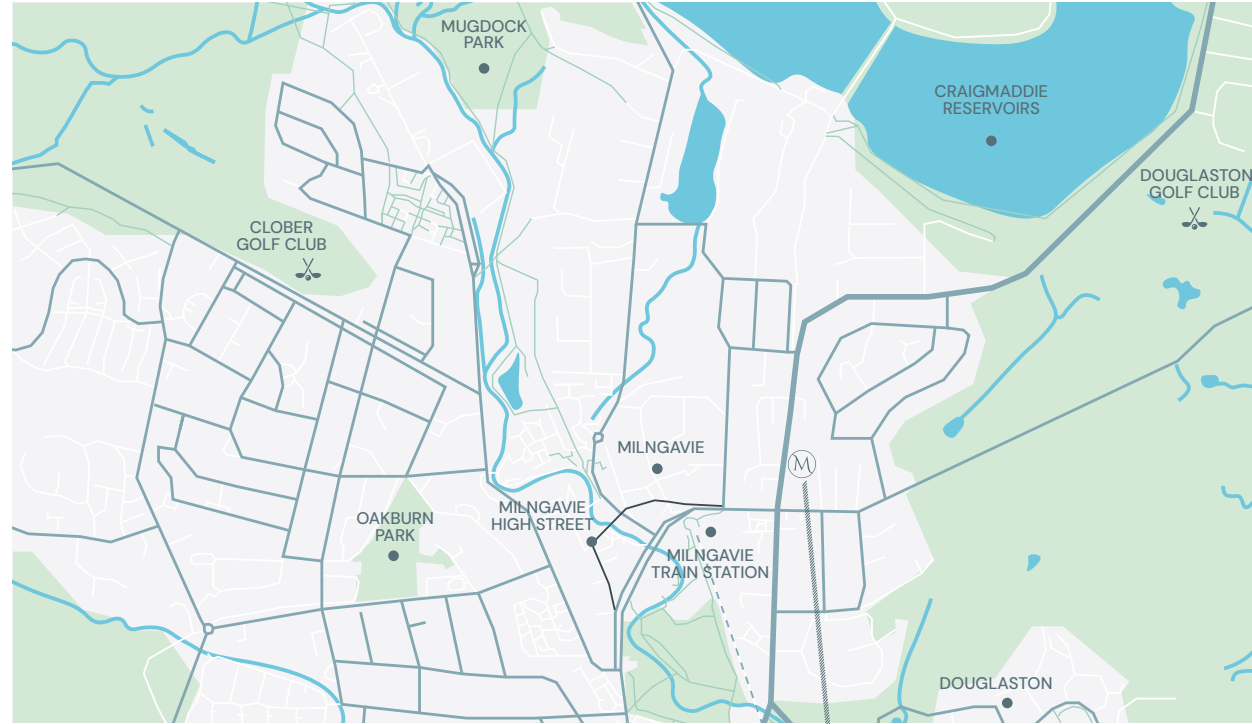 MUGDOCK
PARK
CRAIGMADDIE
RESERVOIRS
DOUGLASTON
GOLF CLUB
CLOBER
GOLF CLUB
MILNGAVIE
M
MILNGAVIE
HIGH STREET
OAKBURN
PARK
MILNGAVIE
TRAIN STATION
DOUGLASTON